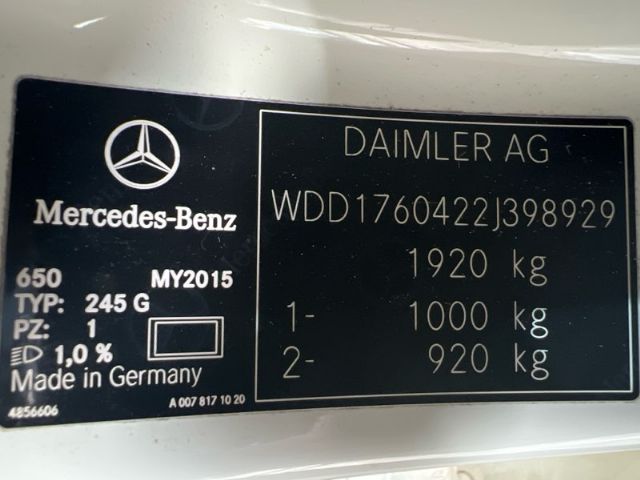 Mercedes-Benz
650 MY2015
TYP: 245 G
PZ: 1
1,0 %
Made in Germany
4856606 A 007 817 10 20
DAIMLER AG
WDD1760422J398929
1920 kg
1- 1000 kg
2- 920 kg